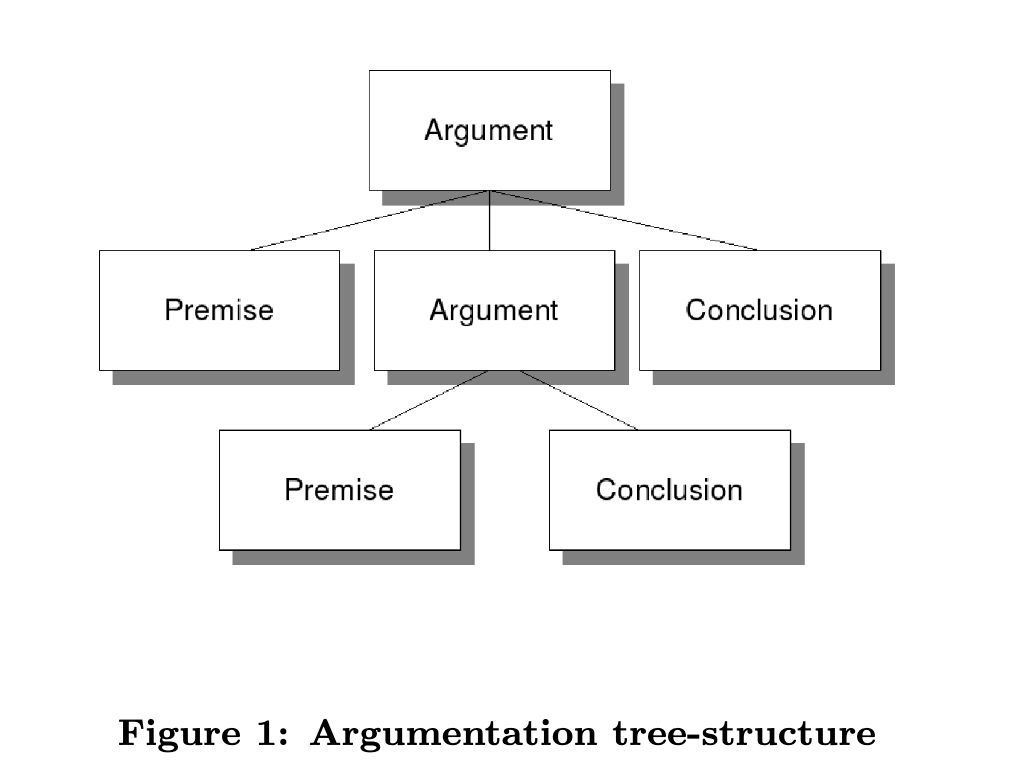 Argument
Premise
Argument
Conclusion
Premise
Conclusion
Figure 1: Argumentation tree-structure